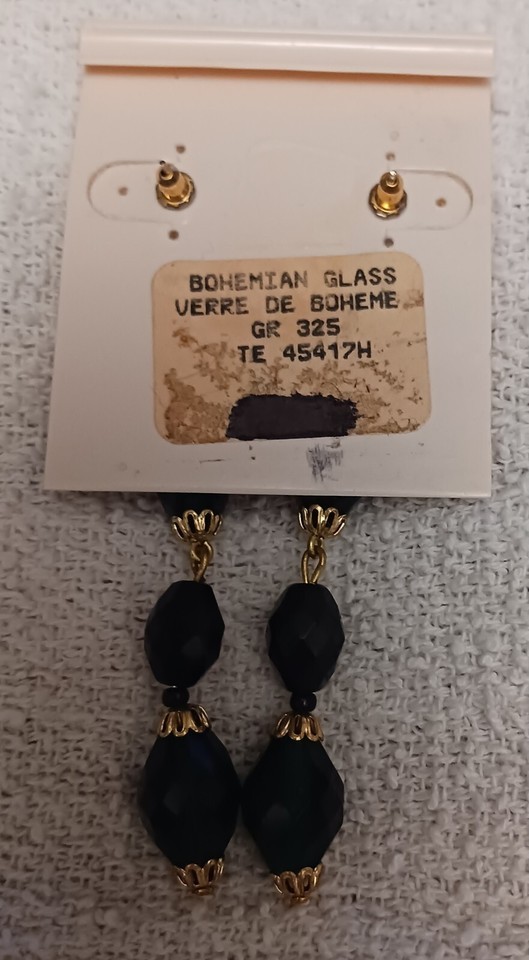 BOHEMIAN GLASS
VERRE DE BOHEME
GR 325
TE 45417H